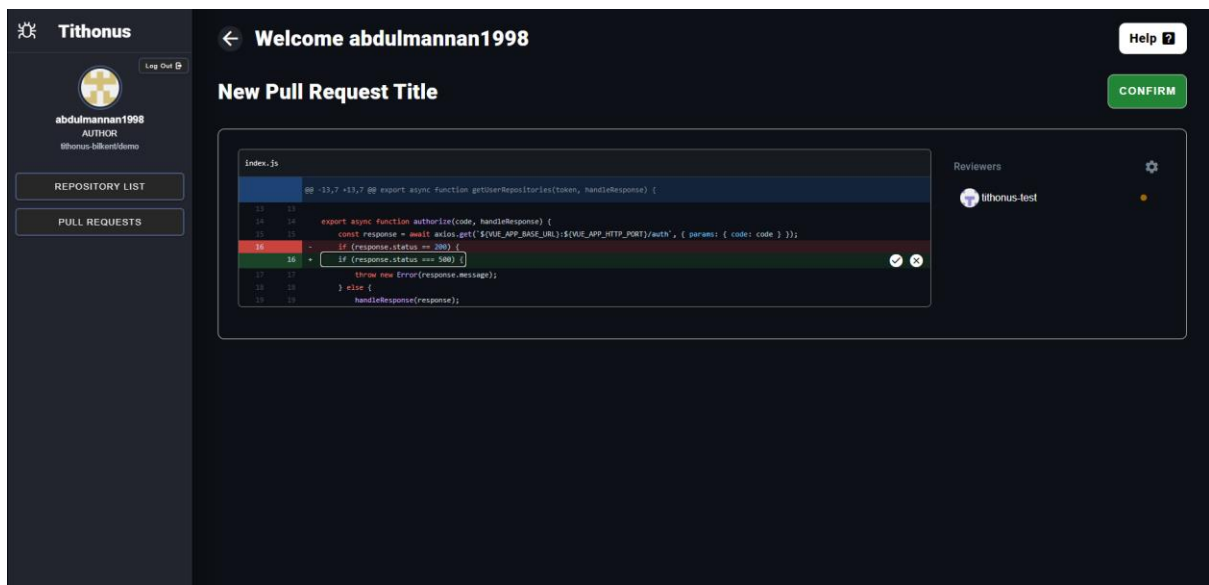 Tithonus
Log Out
abdulmannan1998
AUTHOR
tithonus-bilkent/demo
REPOSITORY LIST
PULL REQUESTS
Welcome abdulmannan1998
Help ?
New Pull Request Title
CONFIRM
index.js
@@ -13,7 +13,7 @@ export async function getUserRepositories(token, handleResponse) {
13 13
14 14 export async function authorize(code, handleResponse) {
15 15 const response = await axios.get(`${VUE_APP_BASE_URL}:${VUE_APP_HTTP_PORT}/auth`, { params: { code: code } });
16 - if (response.status == 200) {
16 + if (response.status === 500) {
17 17 throw new Error(response.message);
18 18 } else {
19 19 handleResponse(response);
Reviewers
tithonus-test